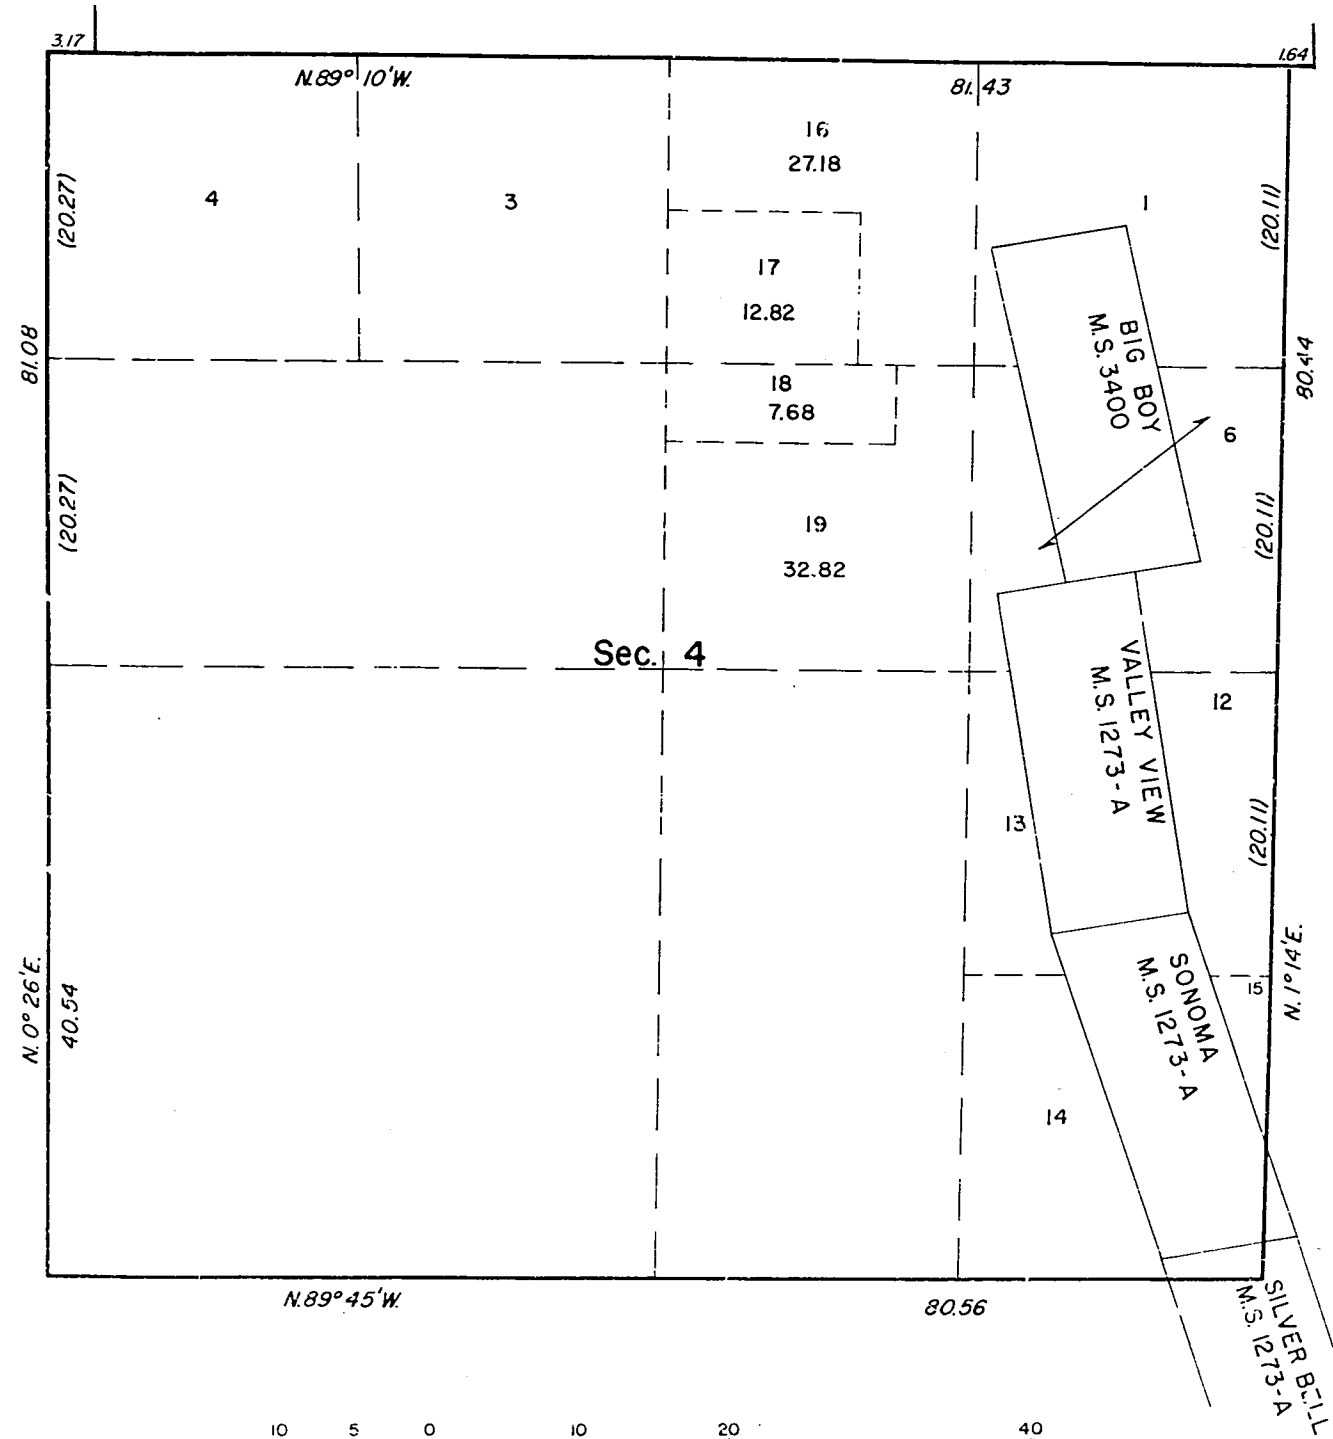 3.17
1.64
N.89° 10'W.
81.43
16
27.18
4
3
1
(20.27)
(20.11)
17
12.82
81.08
BIG BOY
M.S. 3400
80.44
18
7.68
6
(20.27)
(20.11)
19
32.82
Sec. 4
VALLEY VIEW
M.S. 1273-A
12
13
(20.11)
N. 0° 26'E.
40.54
SONOMA
M.S. 1273-A
15
N. 1° 14'E.
14
N.89° 45'W.
80.56
SILVER BELL
M.S. 1273-A
10 5 0 10 20 40